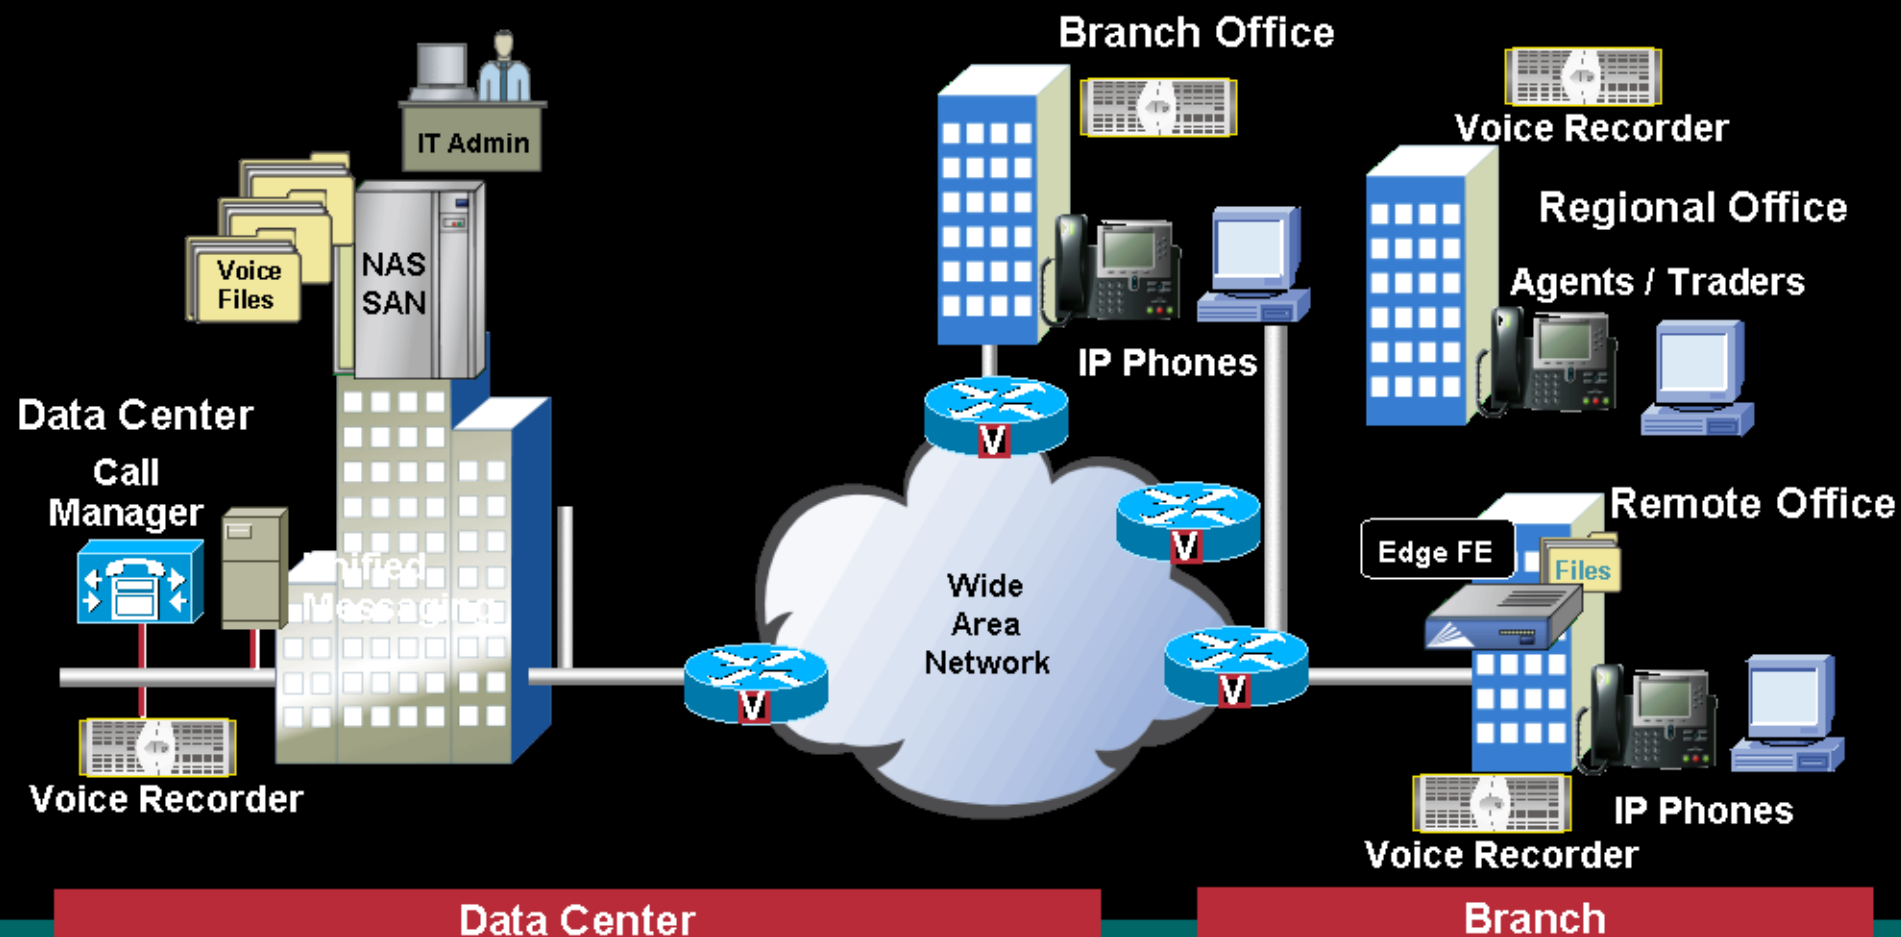 Branch Office
Voice Recorder
IT Admin
Regional Office
Voice
Files
NAS
SAN
Agents / Traders
IP Phones
Data Center
Call
Manager
Remote Office
Edge FE
Files
Messaging
Wide
Area
Network
V
V
V
V
Voice Recorder
IP Phones
Voice Recorder
Data Center
Branch